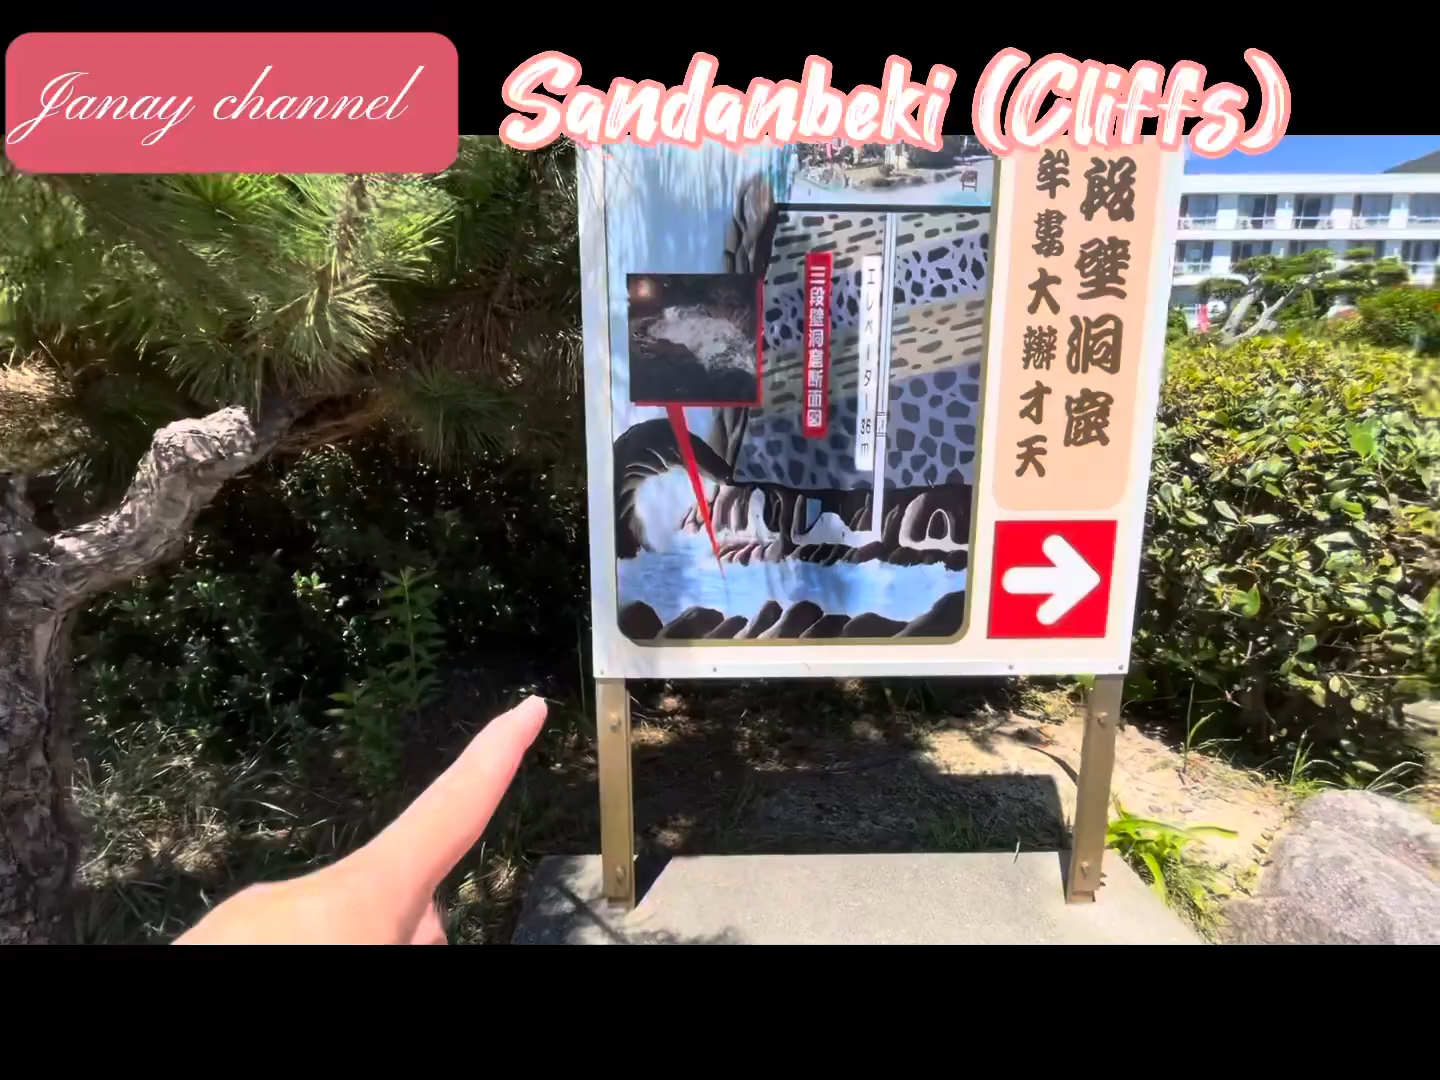 Janay channel
Sandanbeki (Cliffs)
段壁洞窟
牟婁大辯才天
エレベーター 36m
三段壁洞窟断面図